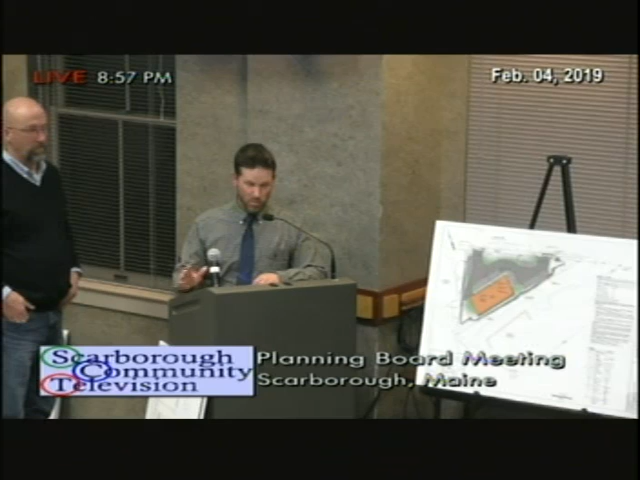 LIVE 8:57 PM
Feb. 04, 2019
Scarborough
Community
Television
Planning Board Meeting
Scarborough, Maine